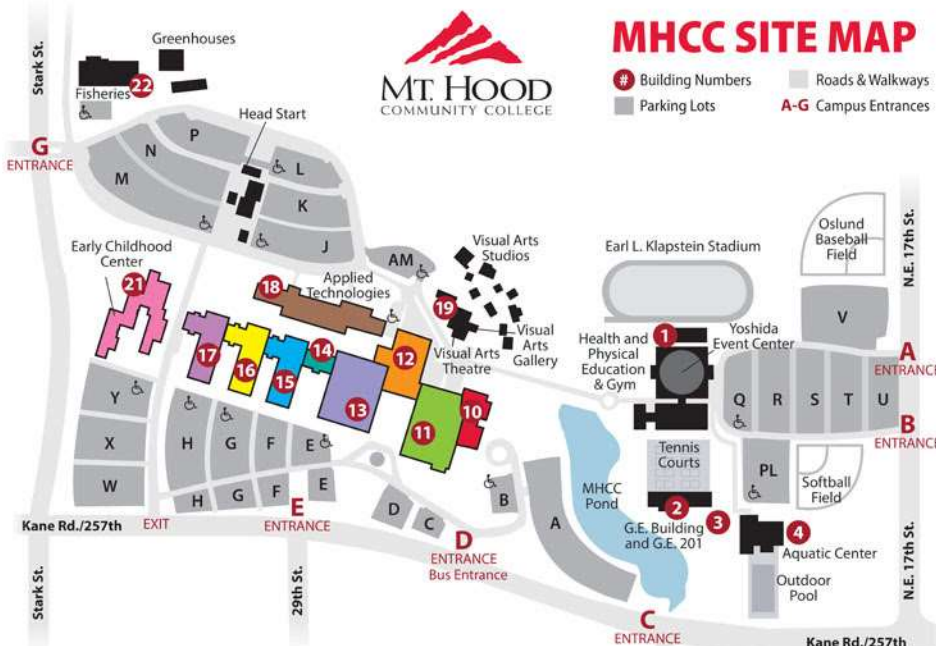 MHCC SITE MAP
# Building Numbers
Roads & Walkways
Parking Lots
A-G Campus Entrances
MT. HOOD
COMMUNITY COLLEGE
Stark St.
Greenhouses
22
Fisheries
Head Start
G
ENTRANCE
P
N
M
L
K
J
AM
Early Childhood
Center
21
18
Applied
Technologies
Visual Arts
Studios
19
Visual
Arts
Gallery
Visual Arts
Theatre
17
16
15
14
13
12
11
10
Earl L. Klapstein Stadium
Oslund
Baseball
Field
N.E. 17th St.
V
1
Yoshida
Event Center
Health and
Physical
Education
& Gym
A
ENTRANCE
Q
R
S
T
U
B
ENTRANCE
Y
X
W
H
G
F
E
H
G
F
E
D
C
B
A
Tennis
Courts
PL
Softball
Field
MHCC
Pond
2
3
G.E. Building
and G.E. 201
4
Aquatic Center
Outdoor
Pool
Kane Rd./257th
EXIT
E
ENTRANCE
D
ENTRANCE
Bus Entrance
C
ENTRANCE
Stark St.
29th St.
N.E. 17th St.
Kane Rd./257th